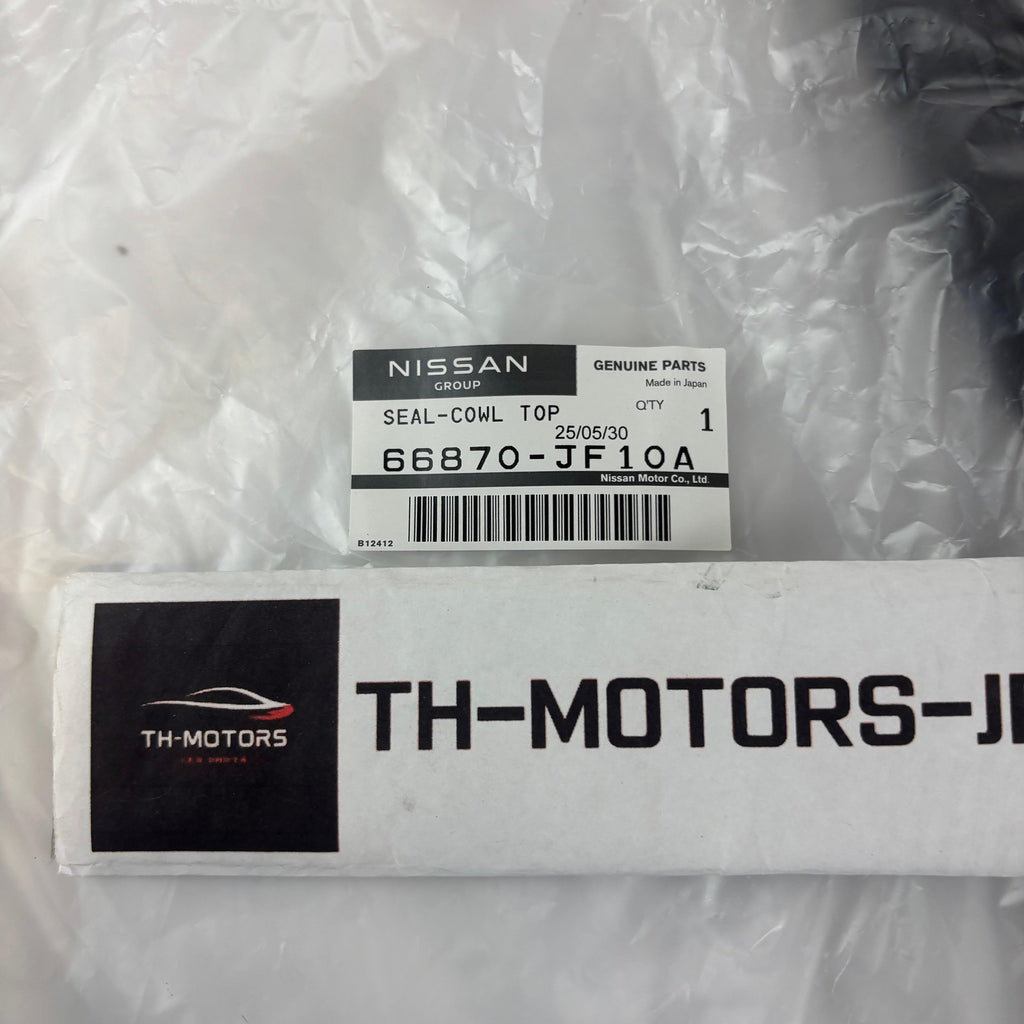 NISSAN
GROUP
GENUINE PARTS
Made in Japan
SEAL-COWL TOP
Q'TY
1
25/05/30
66870-JF10A
Nissan Motor Co., Ltd.
B12412
TH-MOTORS
TH-MOTORS-J